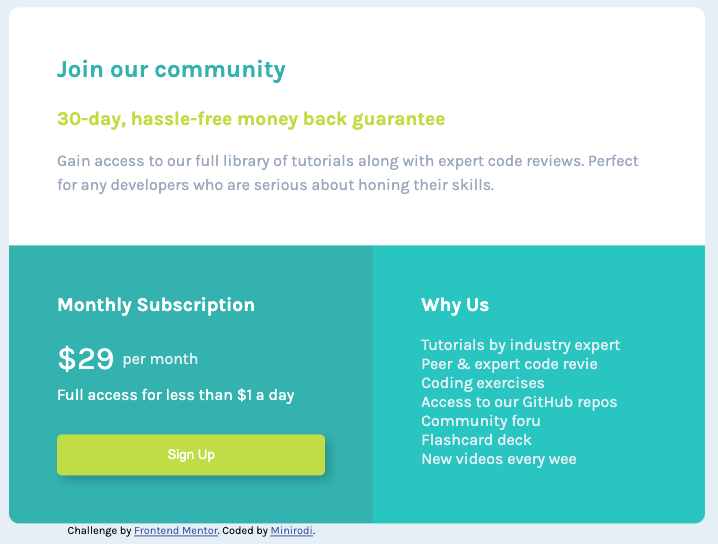 Join our community
30-day, hassle-free money back guarantee
Gain access to our full library of tutorials along with expert code reviews. Perfect
for any developers who are serious about honing their skills.
Monthly Subscription
$29 per month
Full access for less than $1 a day
Sign Up
Why Us
Tutorials by industry expert
Peer & expert code revie
Coding exercises
Access to our GitHub repos
Community foru
Flashcard deck
New videos every wee
Challenge by Frontend Mentor. Coded by Minirodi.